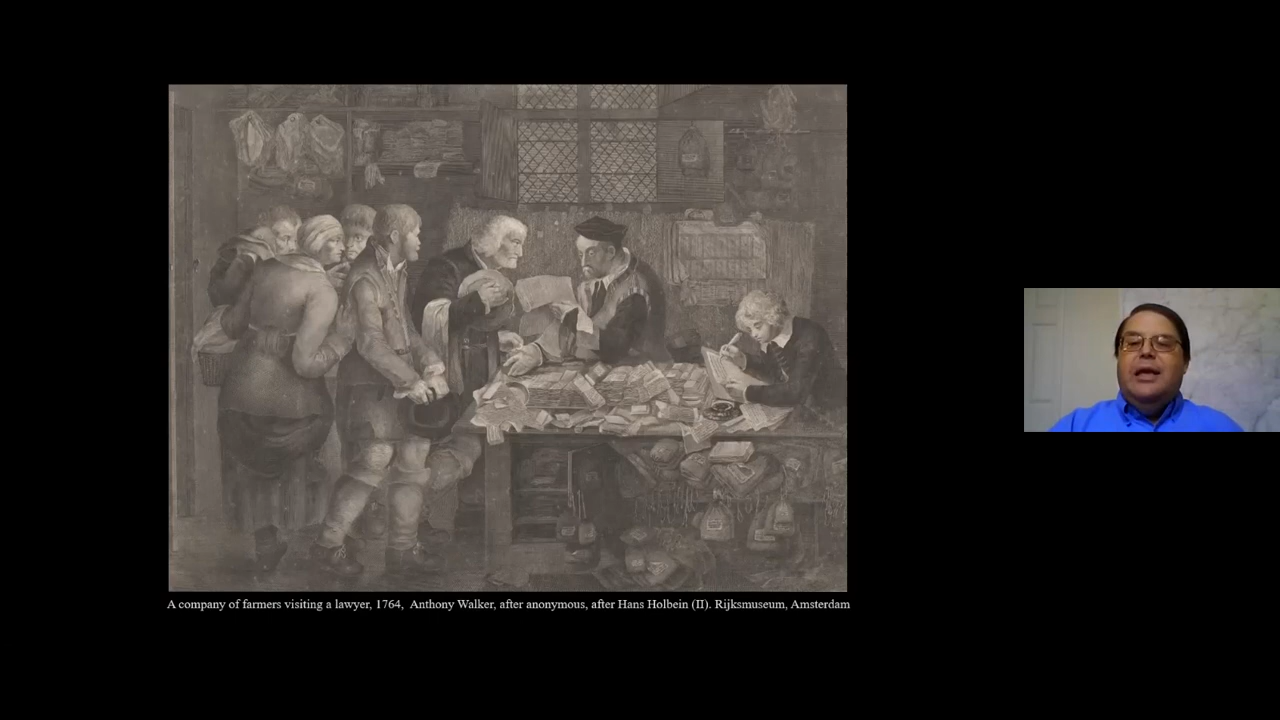 A company of farmers visiting a lawyer, 1764,  Anthony Walker, after anonymous, after Hans Holbein (II). Rijksmuseum, Amsterdam